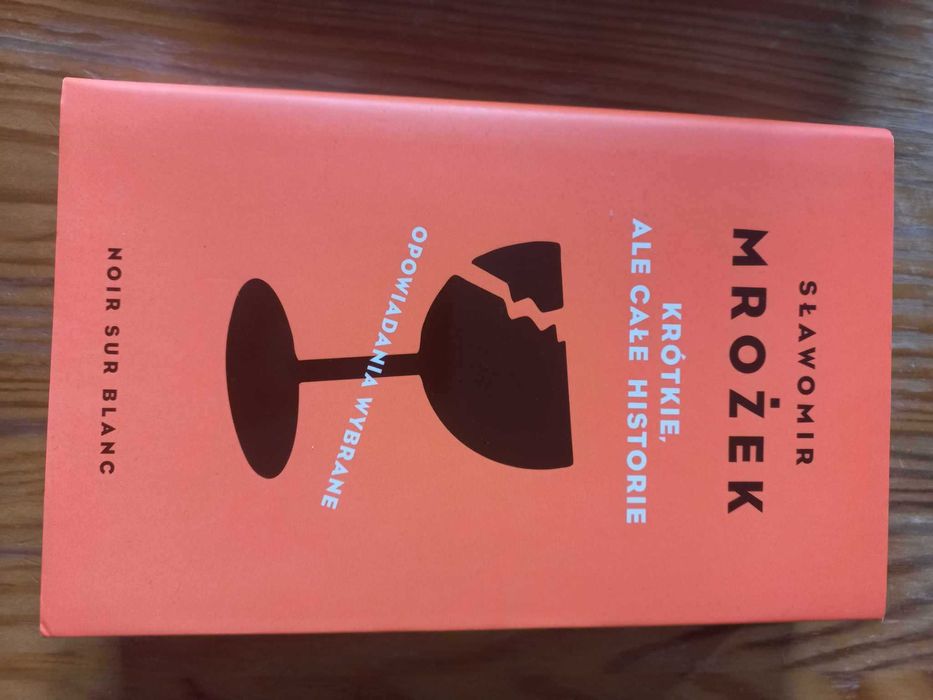 SŁAWOMIR
MROŻEK
KRÓTKIE,
ALE CAŁE HISTORIE
OPOWIADANIA WYBRANE
NOIR SUR BLANC